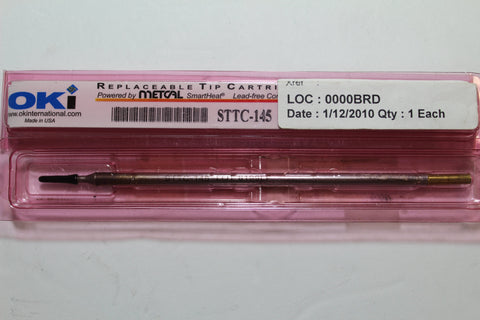 OKi
www.okinternational.com
Made in USA
REPLACEABLE TIP CARTRI
Powered by METCAL SmartHeat® Lead-free Com
STTC-145
Xref :
LOC : 0000BRD
Date : 1/12/2010 Qty : 1 Each